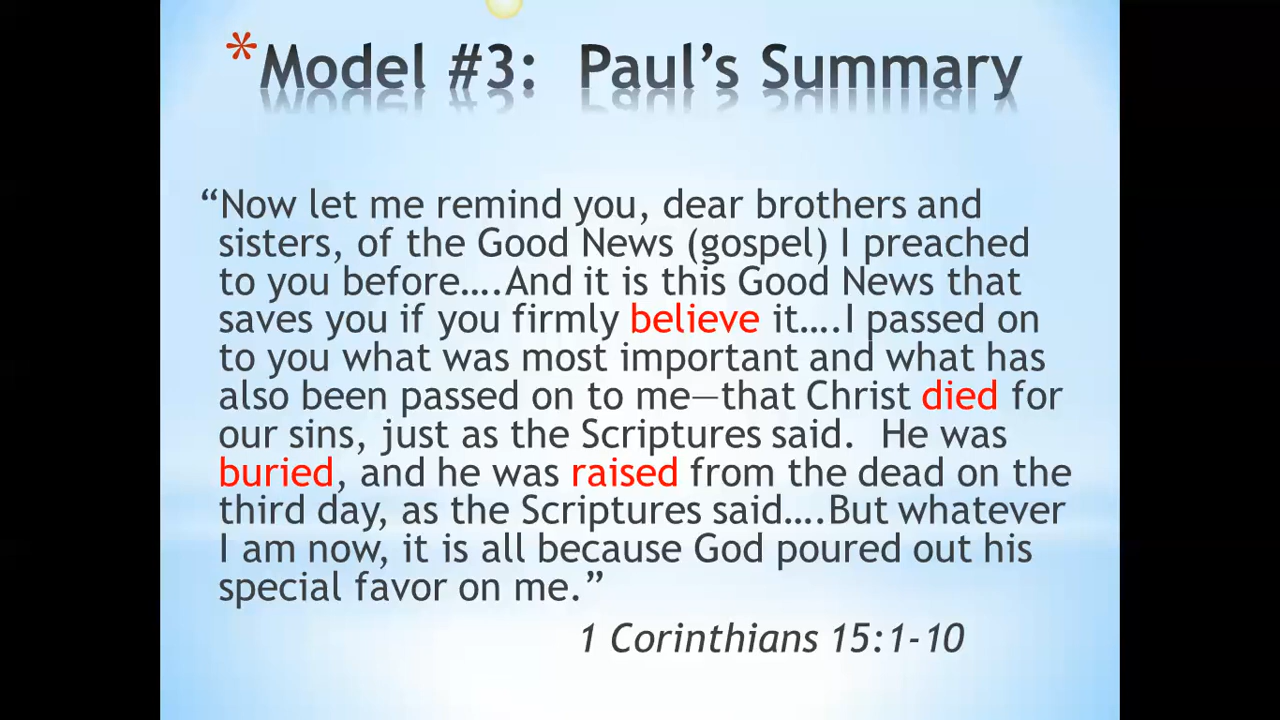 *Model #3: Paul’s Summary
“Now let me remind you, dear brothers and
sisters, of the Good News (gospel) I preached
to you before….And it is this Good News that
saves you if you firmly believe it….I passed on
to you what was most important and what has
also been passed on to me—that Christ died for
our sins, just as the Scriptures said. He was
buried, and he was raised from the dead on the
third day, as the Scriptures said….But whatever
I am now, it is all because God poured out his
special favor on me.”
1 Corinthians 15:1-10